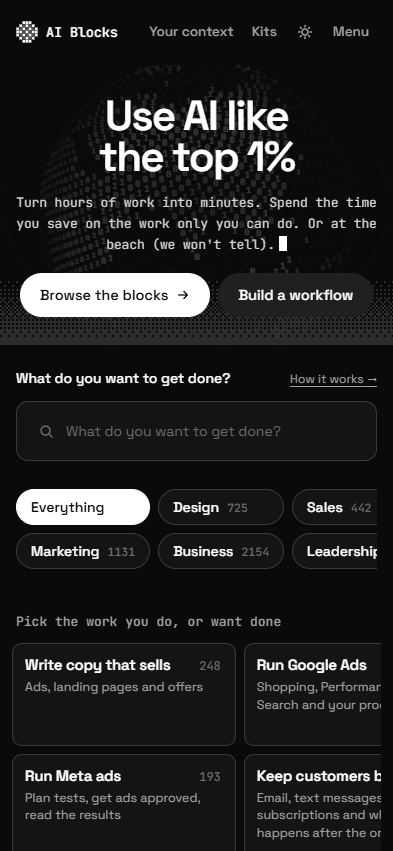 AI Blocks
Your context
Kits
Menu
Use AI like
the top 1%
Turn hours of work into minutes. Spend the time
you save on the work only you can do. Or at the
beach (we won't tell).
Browse the blocks →
Build a workflow
What do you want to get done?
How it works →
What do you want to get done?
Everything
Design 725
Sales 442
Marketing 1131
Business 2154
Leadership
Pick the work you do, or want done
Write copy that sells 248
Ads, landing pages and offers
Run Google Ads
Shopping, Performan
Search and your pro
Run Meta ads 193
Plan tests, get ads approved,
read the results
Keep customers b
Email, text messages
subscriptions and wh
happens after the or